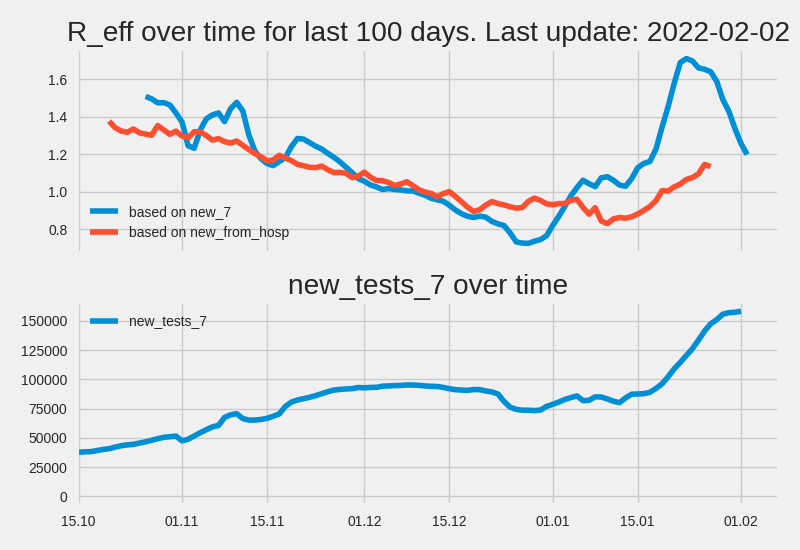 R_eff over time for last 100 days. Last update: 2022-02-02
1.6
1.4
1.2
1.0
0.8
based on new_7
based on new_from_hosp
new_tests_7 over time
150000
125000
100000
75000
50000
25000
0
new_tests_7
15.10 01.11 15.11 01.12 15.12 01.01 15.01 01.02